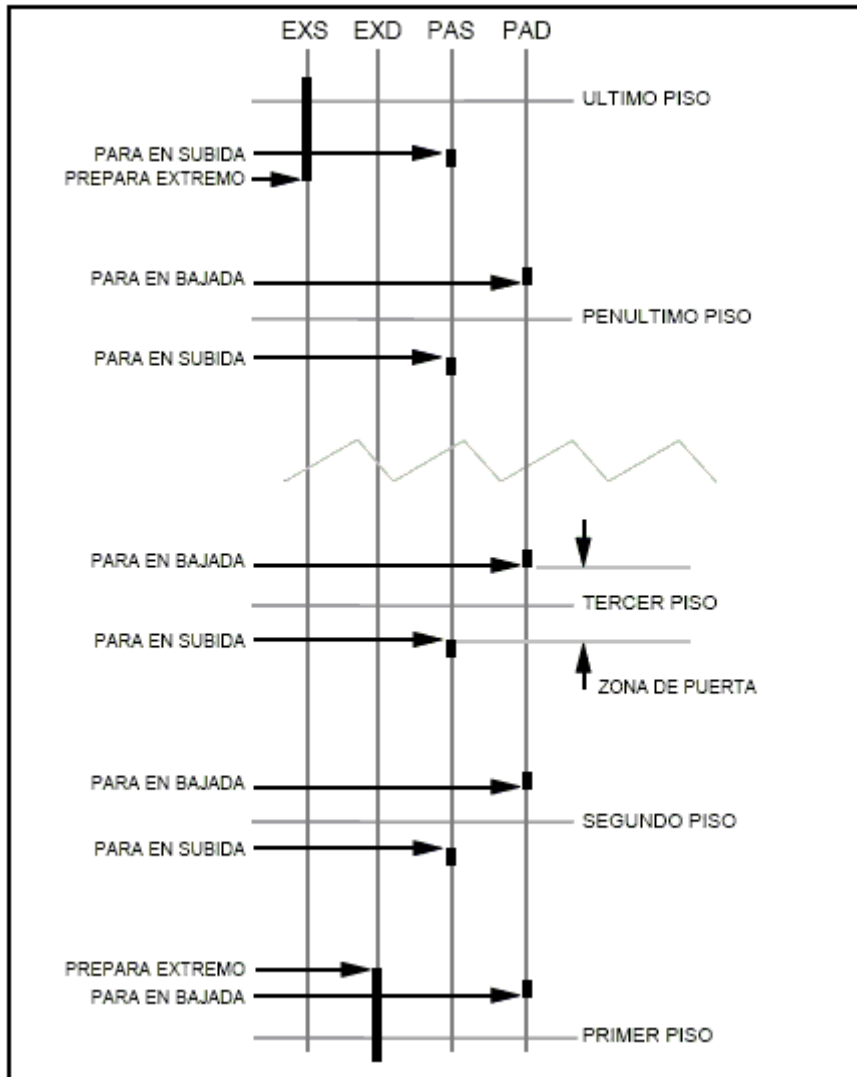 EXS EXD PAS PAD
ULTIMO PISO
PARA EN SUBIDA
PREPARA EXTREMO
PARA EN BAJADA
PENULTIMO PISO
PARA EN SUBIDA
PARA EN BAJADA
TERCER PISO
PARA EN SUBIDA
ZONA DE PUERTA
PARA EN BAJADA
SEGUNDO PISO
PARA EN SUBIDA
PREPARA EXTREMO
PARA EN BAJADA
PRIMER PISO